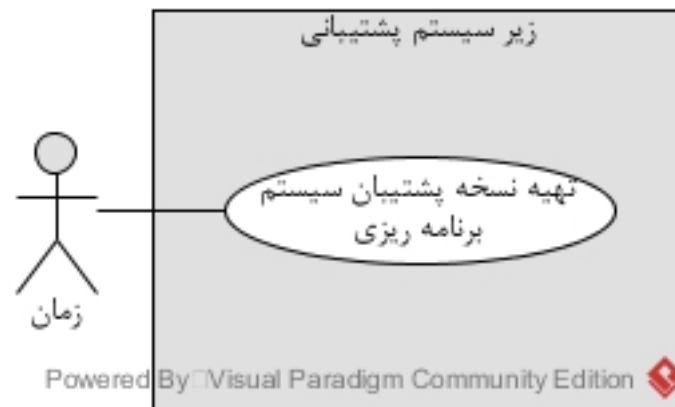 زیر سیستم پشتیبانی
تهیه نسخه پشتیبان سیستم
برنامه ریزی
زمان
Powered By Visual Paradigm Community Edition